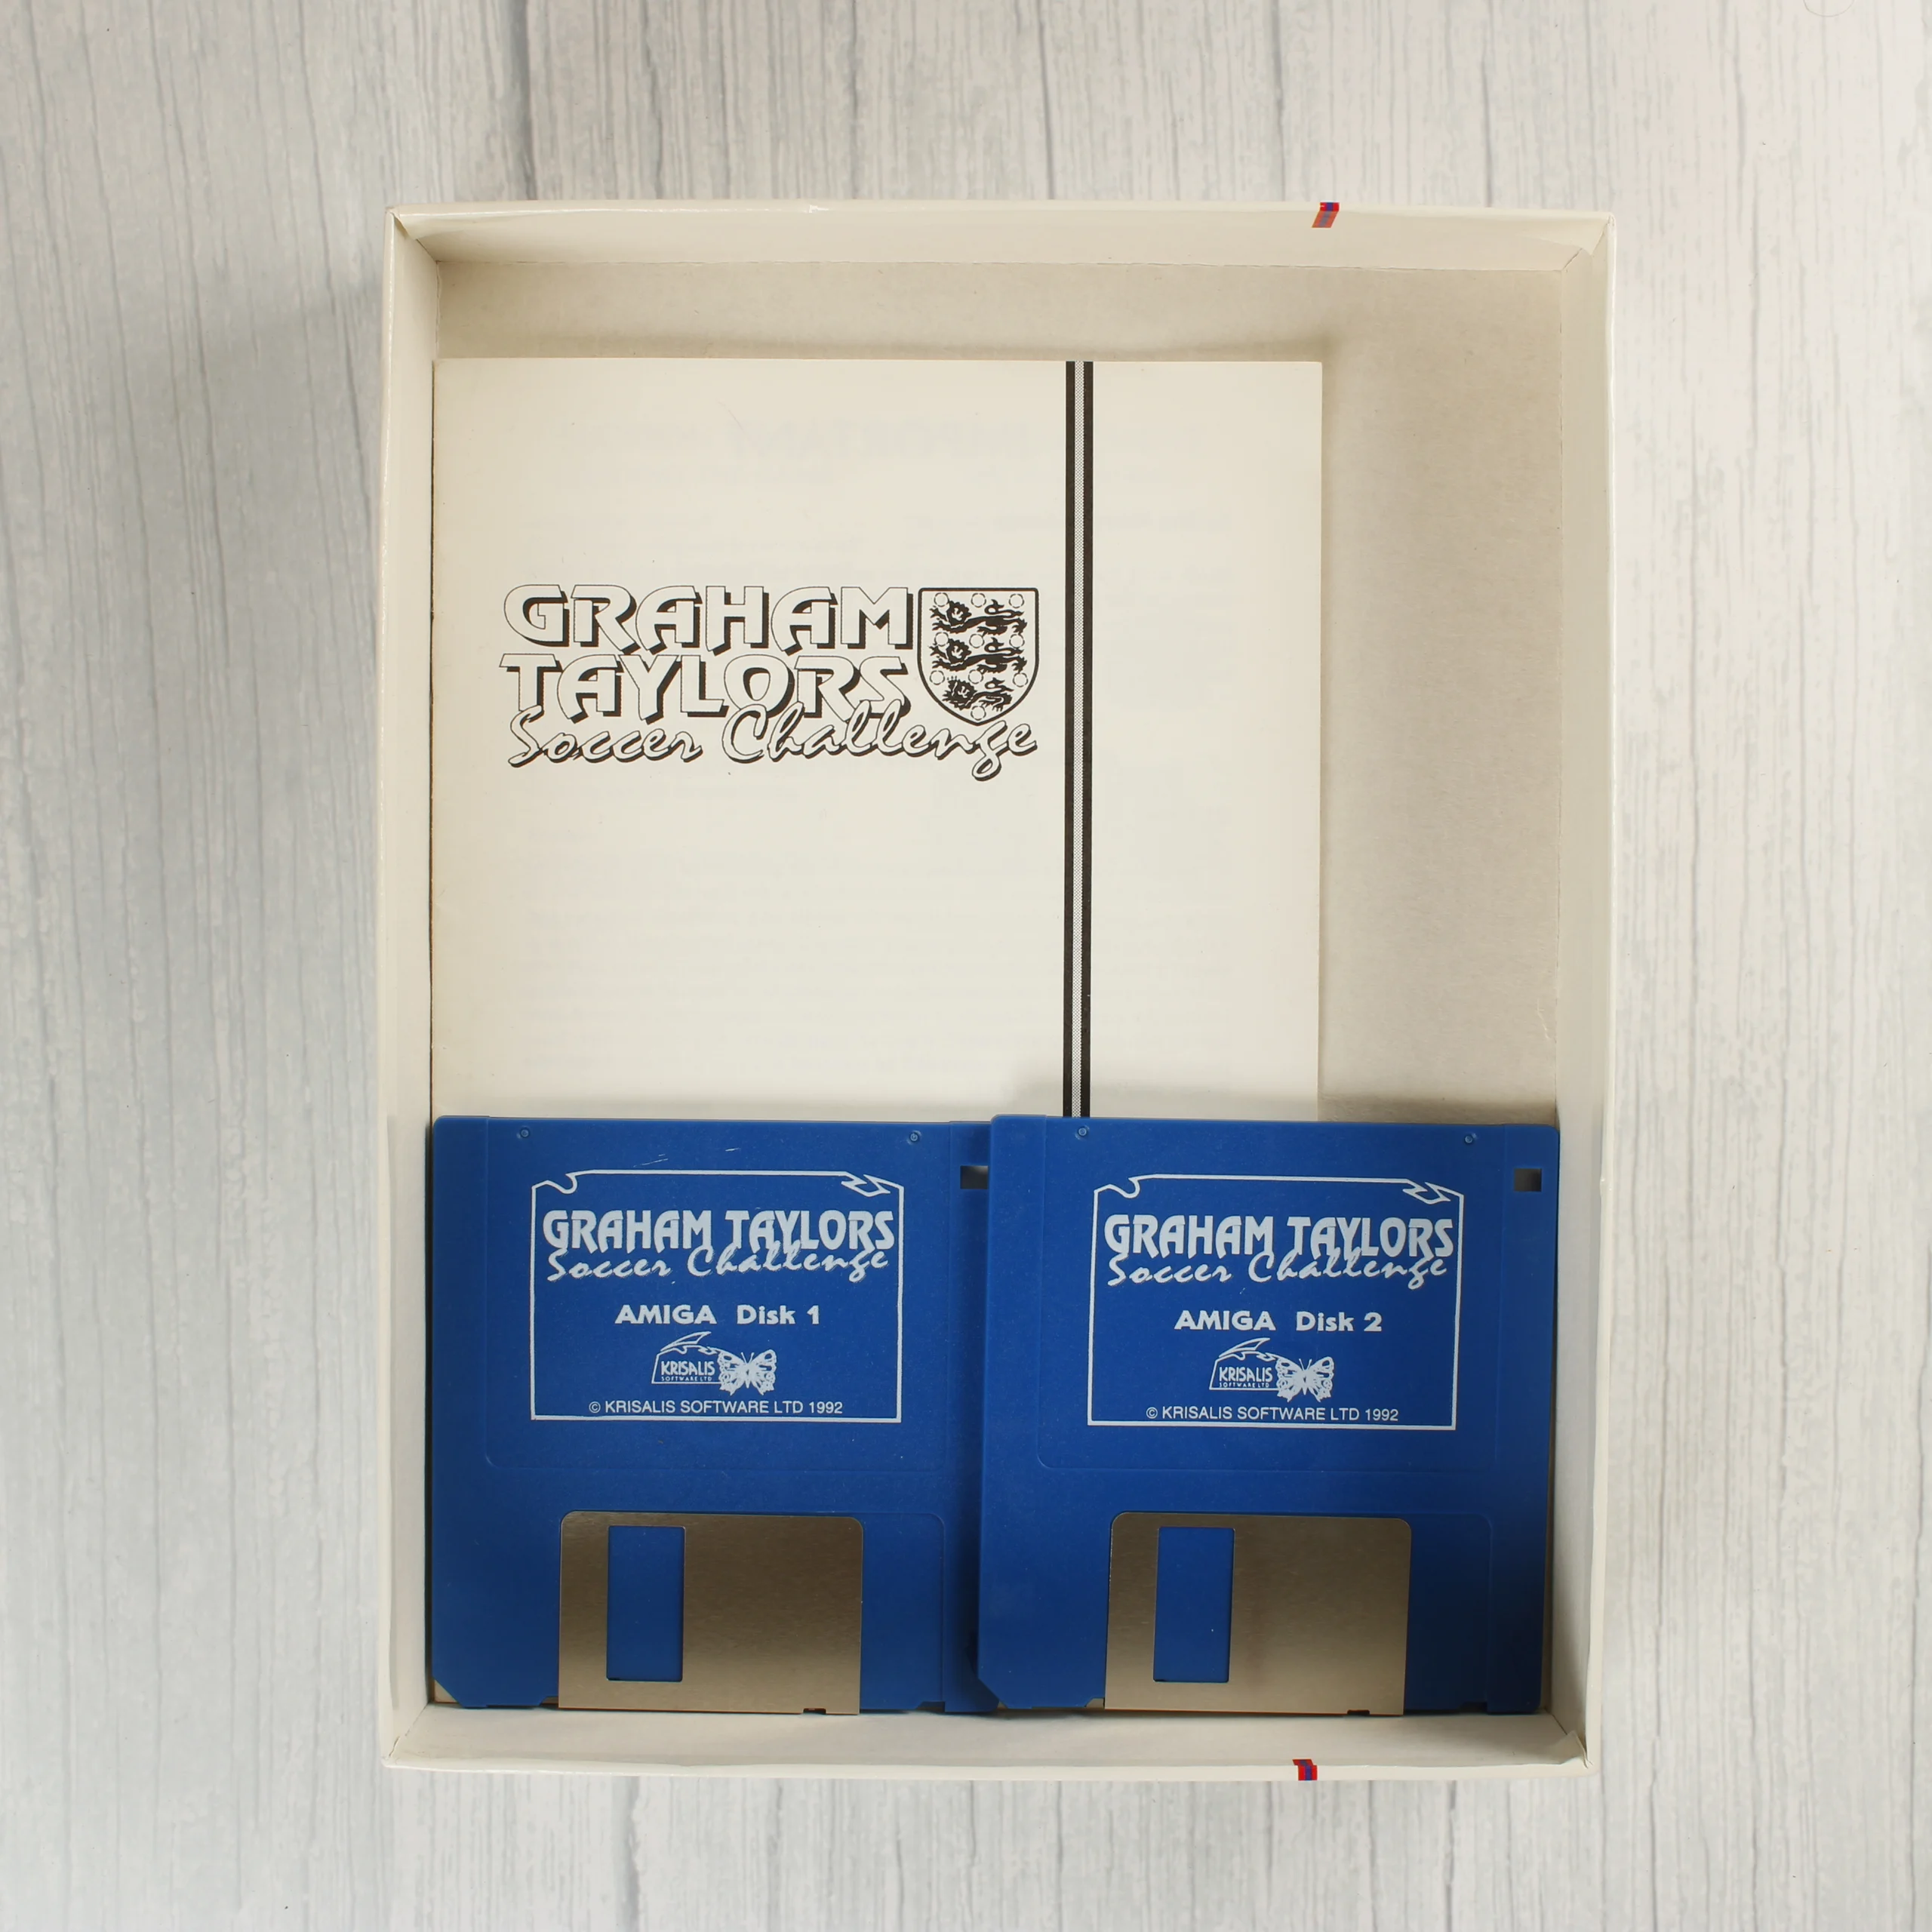 GRAHAM
TAYLORS
Soccer Challenge
GRAHAM TAYLORS
Soccer Challenge
AMIGA Disk 1
KRISALIS
SOFTWARE LTD
© KRISALIS SOFTWARE LTD 1992
GRAHAM TAYLORS
Soccer Challenge
AMIGA Disk 2
KRISALIS
SOFTWARE LTD
© KRISALIS SOFTWARE LTD 1992